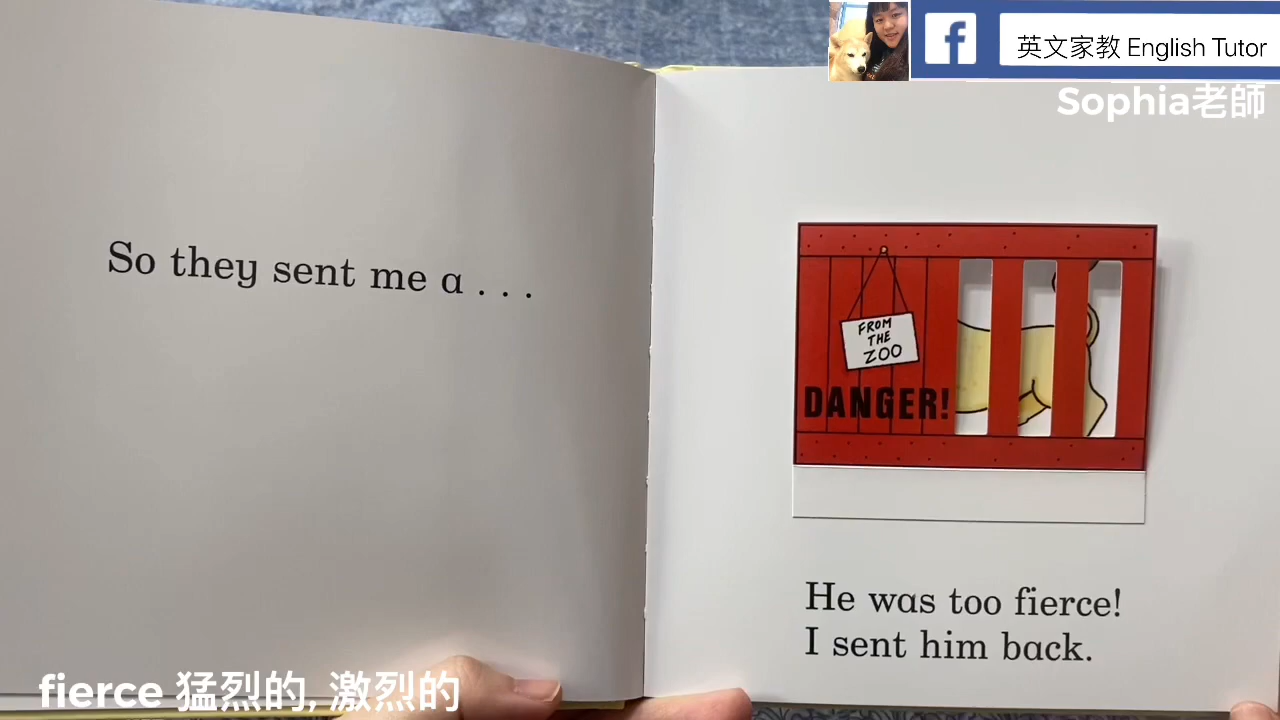 英文家教 English Tutor
Sophia老師
So they sent me a . . .
FROM
THE
ZOO
DANGER!
He was too fierce!
I sent him back.
fierce 猛烈的, 激烈的